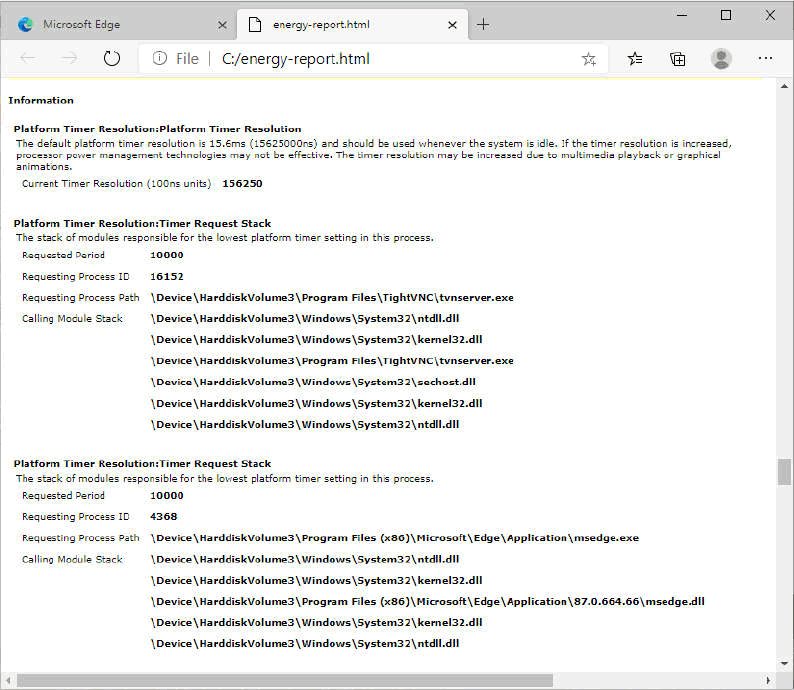 Microsoft Edge
energy-report.html
File
C:/energy-report.html
Information
Platform Timer Resolution:Platform Timer Resolution
The default platform timer resolution is 15.6ms (15625000ns) and should be used whenever the system is idle. If the timer resolution is increased,
processor power management technologies may not be effective. The timer resolution may be increased due to multimedia playback or graphical
animations.
Current Timer Resolution (100ns units) 156250
Platform Timer Resolution:Timer Request Stack
The stack of modules responsible for the lowest platform timer setting in this process.
Requested Period 10000
Requesting Process ID 16152
Requesting Process Path \Device\HarddiskVolume3\Program Files\TightVNC\tvnserver.exe
Calling Module Stack \Device\HarddiskVolume3\Windows\System32\ntdll.dll
\Device\HarddiskVolume3\Windows\System32\kernel32.dll
\Device\HarddiskVolume3\Program Files\TightVNC\tvnserver.exe
\Device\HarddiskVolume3\Windows\System32\sechost.dll
\Device\HarddiskVolume3\Windows\System32\kernel32.dll
\Device\HarddiskVolume3\Windows\System32\ntdll.dll
Platform Timer Resolution:Timer Request Stack
The stack of modules responsible for the lowest platform timer setting in this process.
Requested Period 10000
Requesting Process ID 4368
Requesting Process Path \Device\HarddiskVolume3\Program Files (x86)\Microsoft\Edge\Application\msedge.exe
Calling Module Stack \Device\HarddiskVolume3\Windows\System32\ntdll.dll
\Device\HarddiskVolume3\Windows\System32\kernel32.dll
\Device\HarddiskVolume3\Program Files (x86)\Microsoft\Edge\Application\87.0.664.66\msedge.dll
\Device\HarddiskVolume3\Windows\System32\kernel32.dll
\Device\HarddiskVolume3\Windows\System32\ntdll.dll